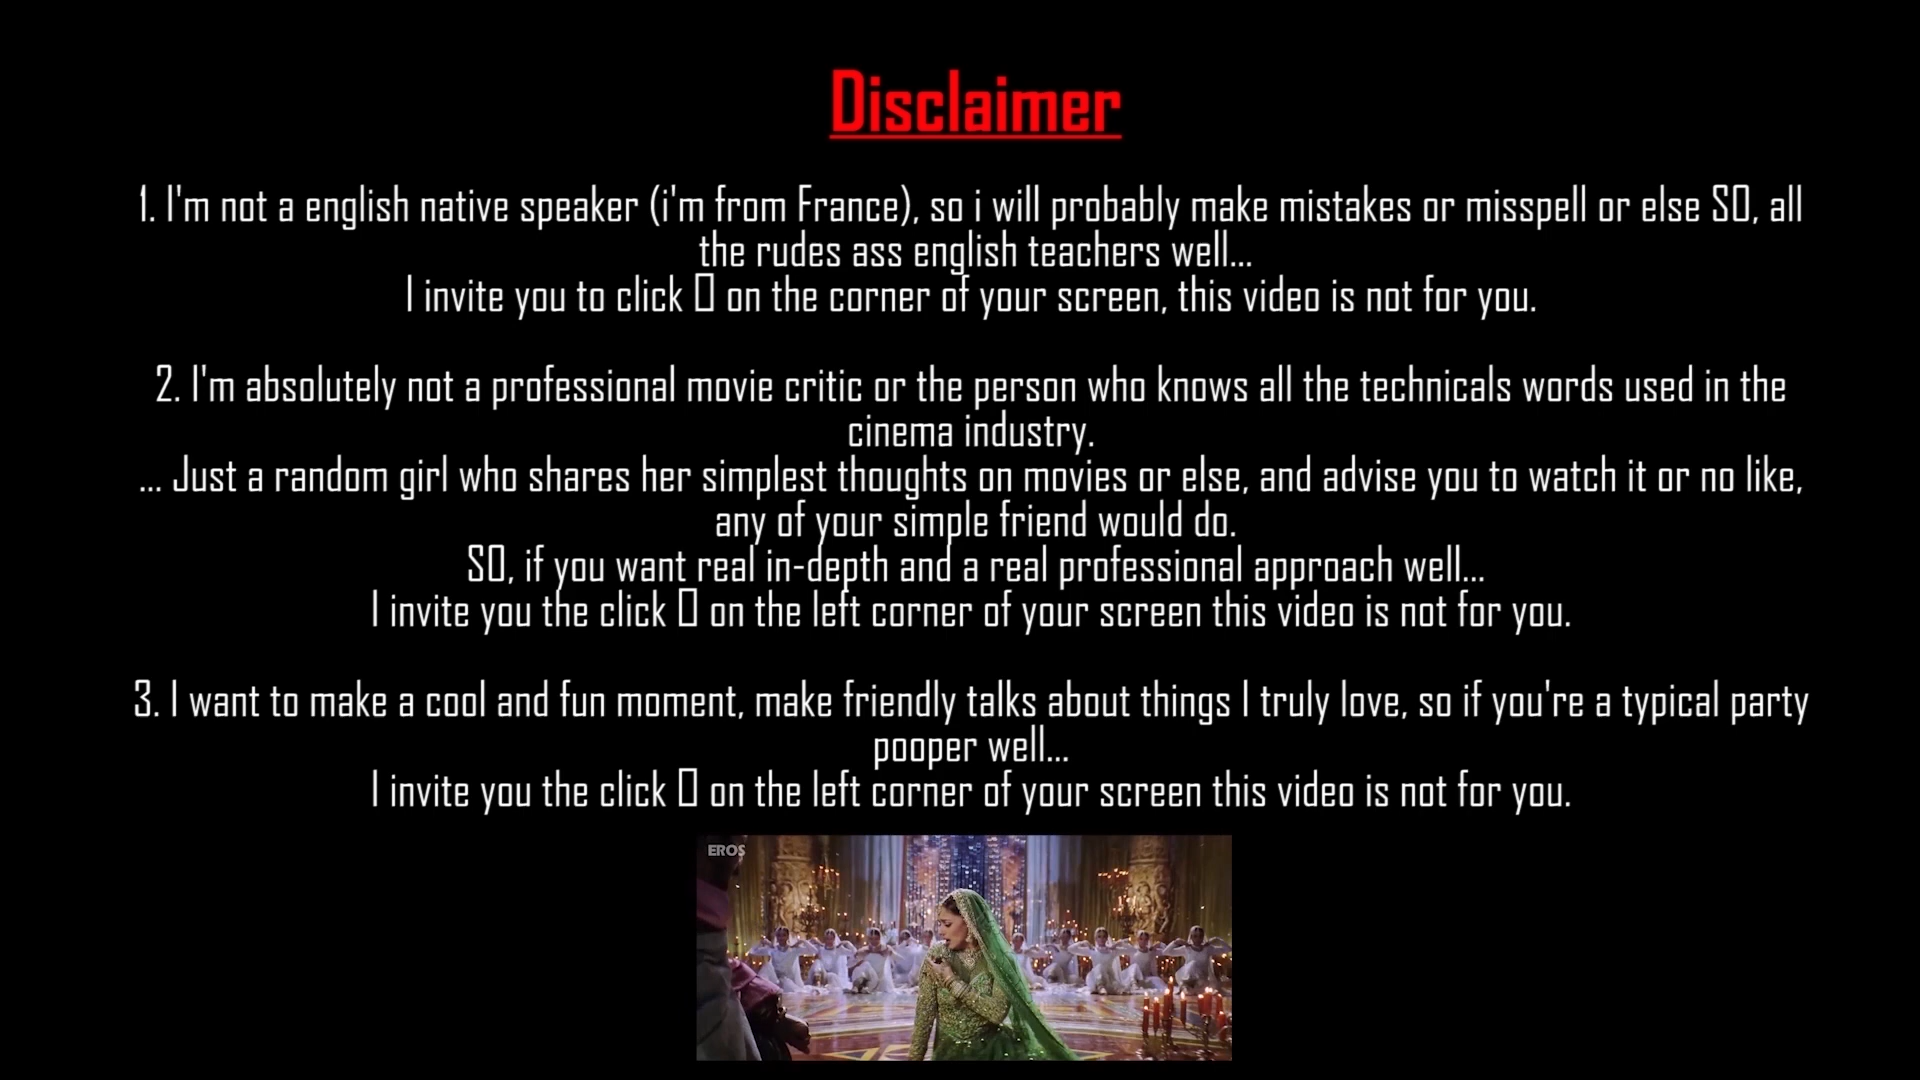 Disclaimer
1. I'm not a english native speaker (i'm from France), so i will probably make mistakes or misspell or else SO, all
the rudes ass english teachers well...
I invite you to click ▯ on the corner of your screen, this video is not for you.
2. I'm absolutely not a professional movie critic or the person who knows all the technicals words used in the
cinema industry.
... Just a random girl who shares her simplest thoughts on movies or else, and advise you to watch it or no like,
any of your simple friend would do.
SO, if you want real in-depth and a real professional approach well...
I invite you the click ▯ on the left corner of your screen this video is not for you.
3. I want to make a cool and fun moment, make friendly talks about things I truly love, so if you're a typical party
pooper well...
I invite you the click ▯ on the left corner of your screen this video is not for you.
EROS